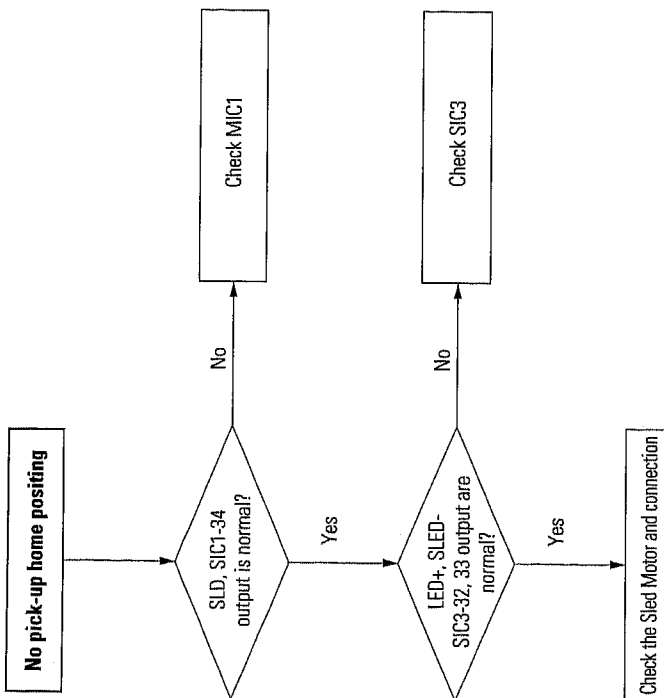 No pick-up home positing
SLD, SIC1-34
output is normal?
No
Check MIC1
Yes
LED+, SLED-
SIC3-32, 33 output are
normal?
No
Check SIC3
Yes
Check the Sled Motor and connection